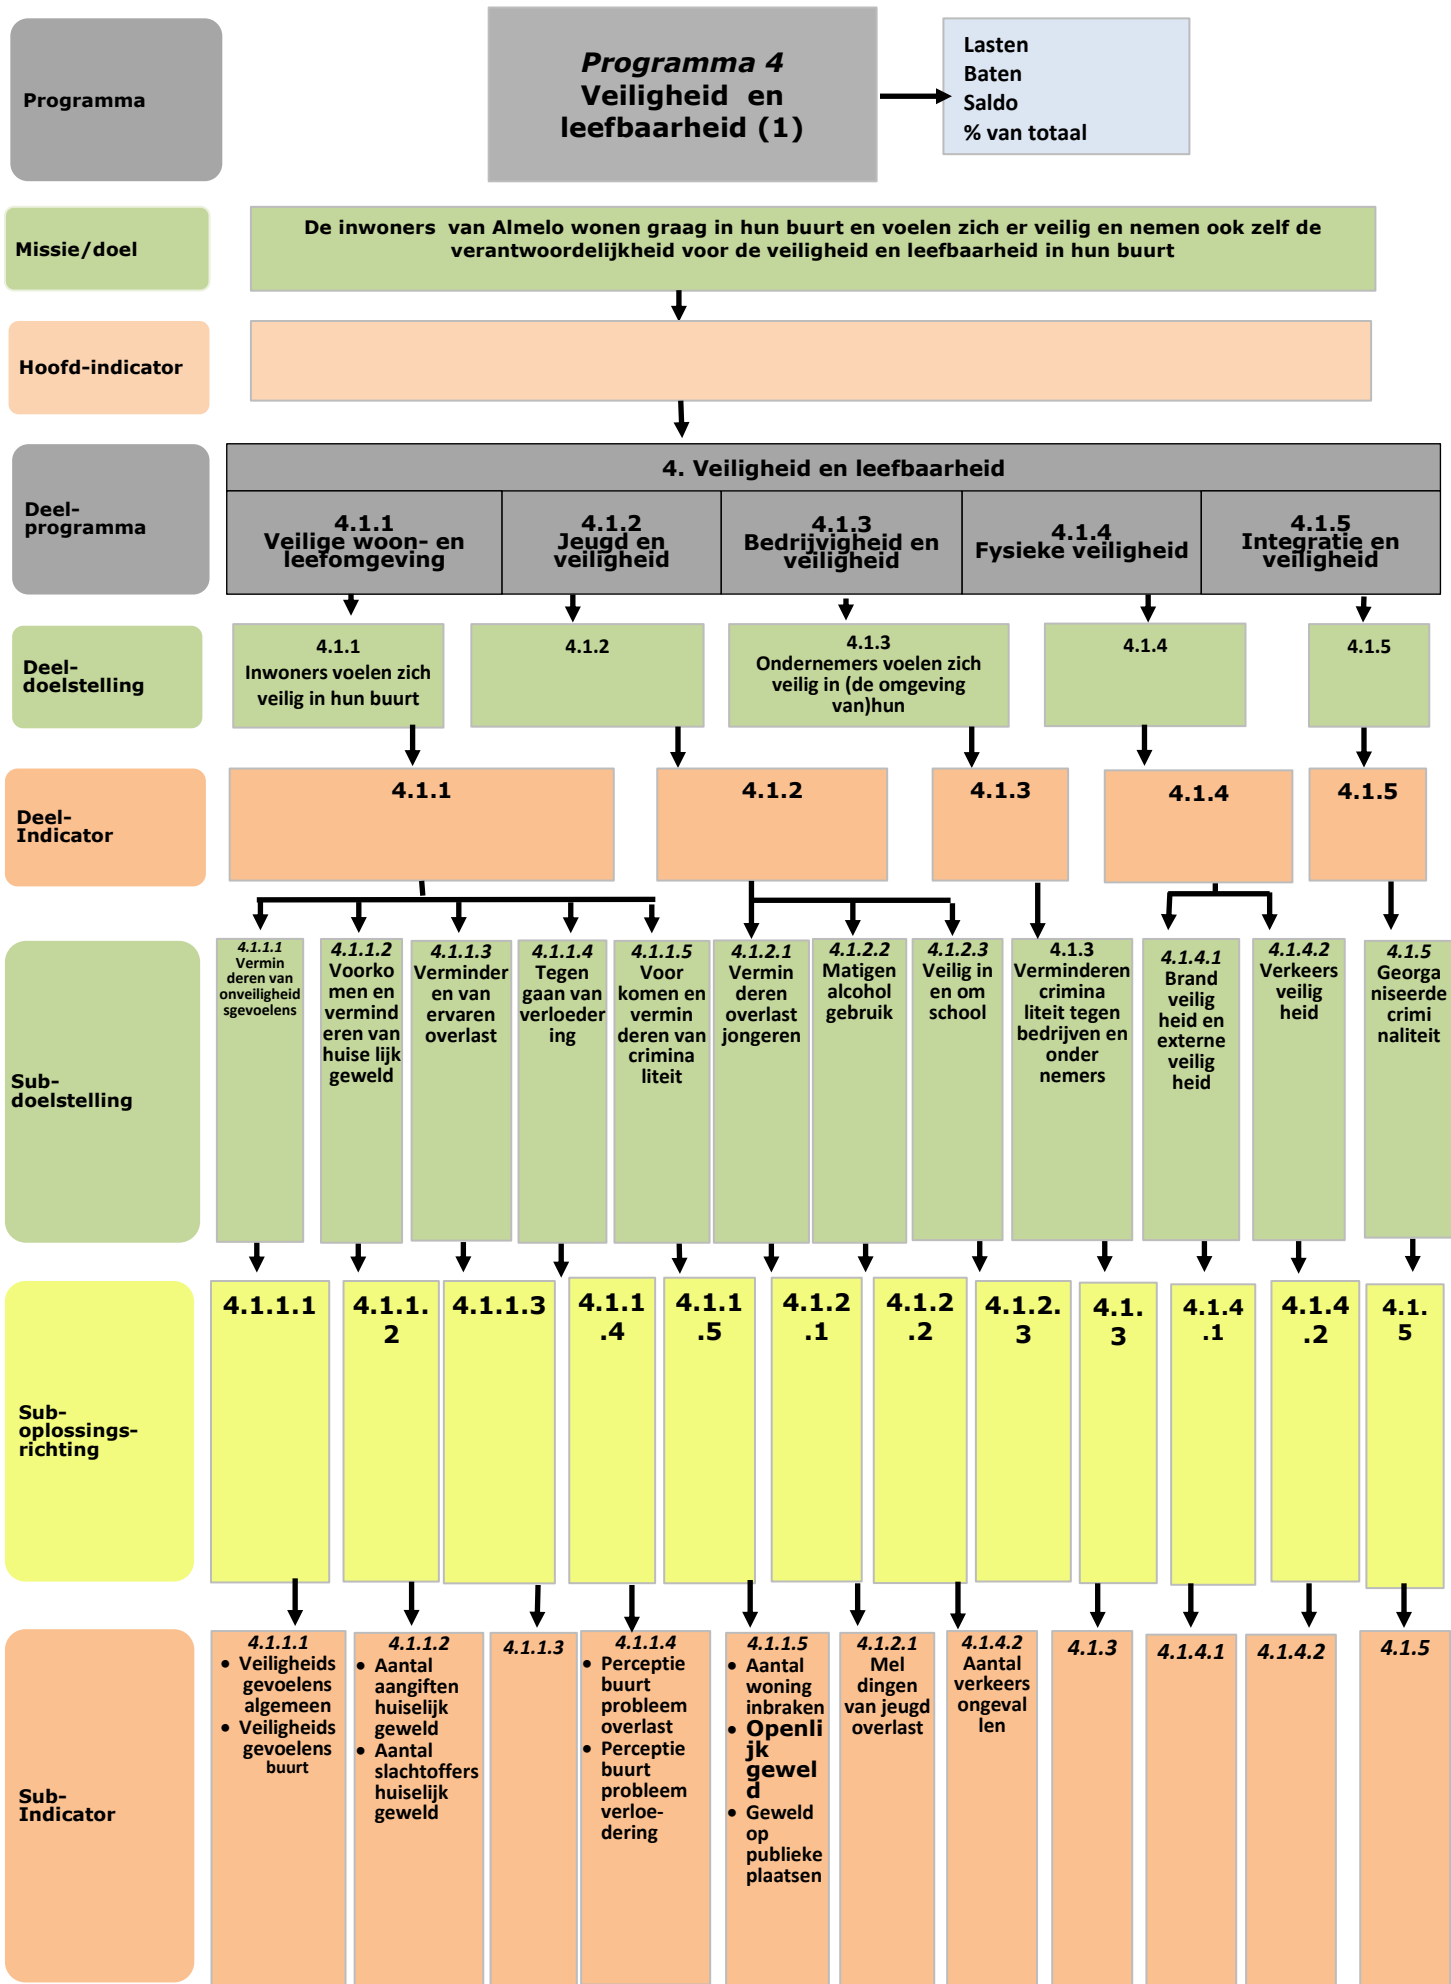 Programma
Programma 4
Veiligheid en
leefbaarheid (1)
Lasten
Baten
Saldo
% van totaal
Missie/doel
De inwoners van Almelo wonen graag in hun buurt en voelen zich er veilig en nemen ook zelf de
verantwoordelijkheid voor de veiligheid en leefbaarheid in hun buurt
Hoofd-indicator
Deel-
programma
4. Veiligheid en leefbaarheid
4.1.1
Veilige woon- en
leefomgeving
4.1.2
Jeugd en
veiligheid
4.1.3
Bedrijvigheid en
veiligheid
4.1.4
Fysieke veiligheid
4.1.5
Integratie en
veiligheid
Deel-
doelstelling
4.1.1
Inwoners voelen zich
veilig in hun buurt
4.1.2
4.1.3
Ondernemers voelen zich
veilig in (de omgeving
van)hun
4.1.4
4.1.5
Deel-
Indicator
4.1.1
4.1.2
4.1.3
4.1.4
4.1.5
Sub-
doelstelling
4.1.1.1
Vermin
deren van
onveiligheid
sgevoelens
4.1.1.2
Voorko
men en
vermind
eren van
huise lijk
geweld
4.1.1.3
Verminder
en van
ervaren
overlast
4.1.1.4
Tegen
gaan van
verloeder
ing
4.1.1.5
Voor
komen en
vermin
deren van
crimina
liteit
4.1.2.1
Vermin
deren
overlast
jongeren
4.1.2.2
Matigen
alcohol
gebruik
4.1.2.3
Veilig in
en om
school
4.1.3
Verminderen
crimina
liteit tegen
bedrijven en
onder
nemers
4.1.4.1
Brand
veilig
heid en
externe
veilig
heid
4.1.4.2
Verkeers
veilig
heid
4.1.5
Georga
niseerde
crimi
naliteit
Sub-
oplossings-
richting
4.1.1.1
4.1.1.
2
4.1.1.3
4.1.1
.4
4.1.1
.5
4.1.2
.1
4.1.2
.2
4.1.2.
3
4.1.
3
4.1.4
.1
4.1.4
.2
4.1.
5
Sub-
Indicator
4.1.1.1
• Veiligheids
gevoelens
algemeen
• Veiligheids
gevoelens
buurt
4.1.1.2
• Aantal
aangiften
huiselijk
geweld
• Aantal
slachtoffers
huiselijk
geweld
4.1.1.3
4.1.1.4
• Perceptie
buurt
probleem
overlast
• Perceptie
buurt
probleem
verloe-
dering
4.1.1.5
• Aantal
woning
inbraken
• Openli
jk
gewel
d
• Geweld
op
publieke
plaatsen
4.1.2.1
Mel
dingen
van jeugd
overlast
4.1.4.2
Aantal
verkeers
ongeval
len
4.1.3
4.1.4.1
4.1.4.2
4.1.5